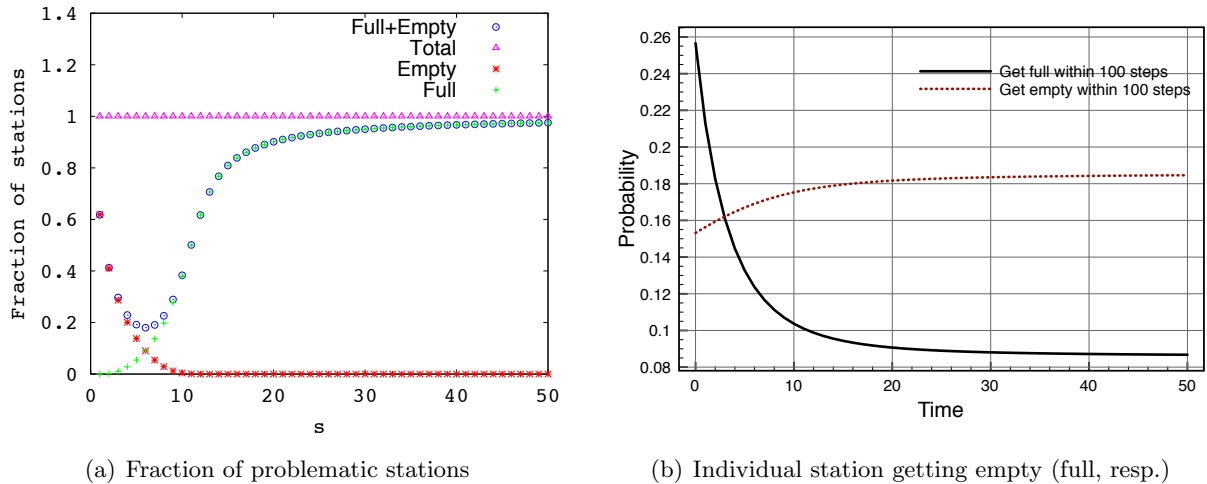 1.4
1.2
1
0.8
0.6
0.4
0.2
0
Fraction of stations
Full+Empty
Total
Empty
Full
0 10 20 30 40 50
s
(a) Fraction of problematic stations
0.26
0.24
0.22
0.2
0.18
0.16
0.14
0.12
0.1
0.08
Probability
Get full within 100 steps
Get empty within 100 steps
0 10 20 30 40 50
Time
(b) Individual station getting empty (full, resp.)